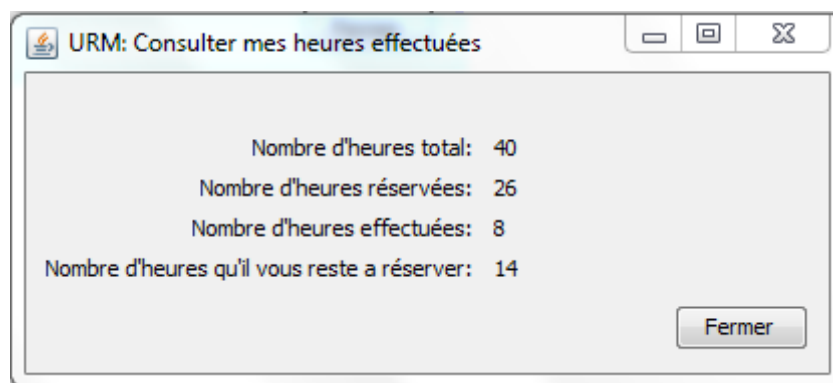 URM: Consulter mes heures effectuées
Nombre d'heures total: 40
Nombre d'heures réservées: 26
Nombre d'heures effectuées: 8
Nombre d'heures qu'il vous reste a réserver: 14
Fermer